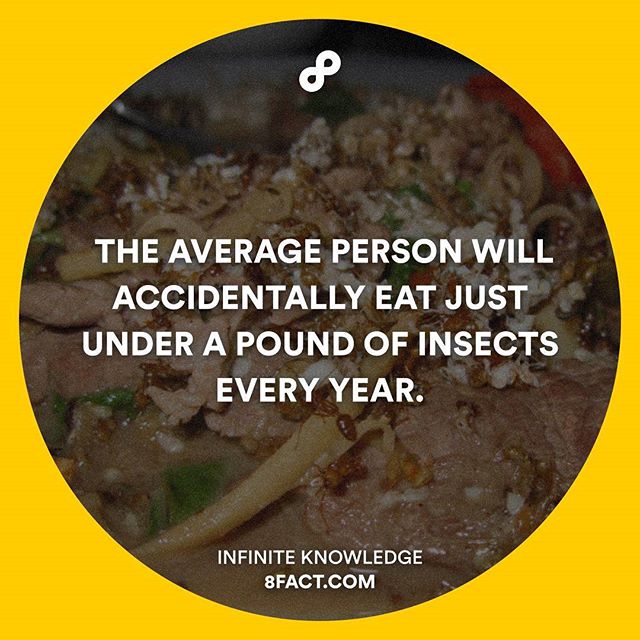 THE AVERAGE PERSON WILL
ACCIDENTALLY EAT JUST
UNDER A POUND OF INSECTS
EVERY YEAR.
INFINITE KNOWLEDGE
8FACT.COM